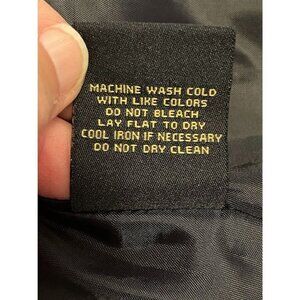 MACHINE WASH COLD
WITH LIKE COLORS
DO NOT BLEACH
LAY FLAT TO DRY
COOL IRON IF NECESSARY
DO NOT DRY CLEAN